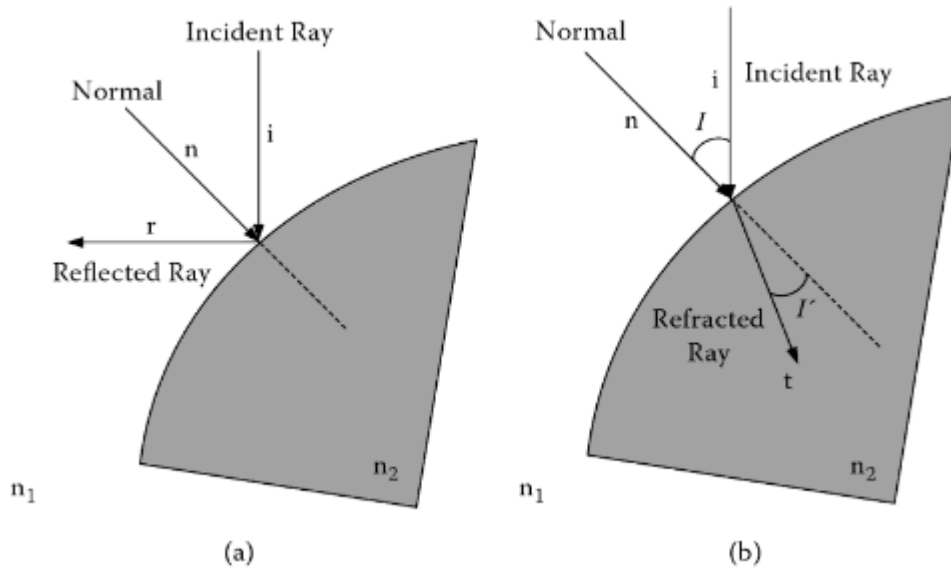 Incident Ray
Normal
n
i
r
Reflected Ray
n2
n1
(a)
Normal
i
Incident Ray
n
I
I′
Refracted
Ray
t
n2
n1
(b)